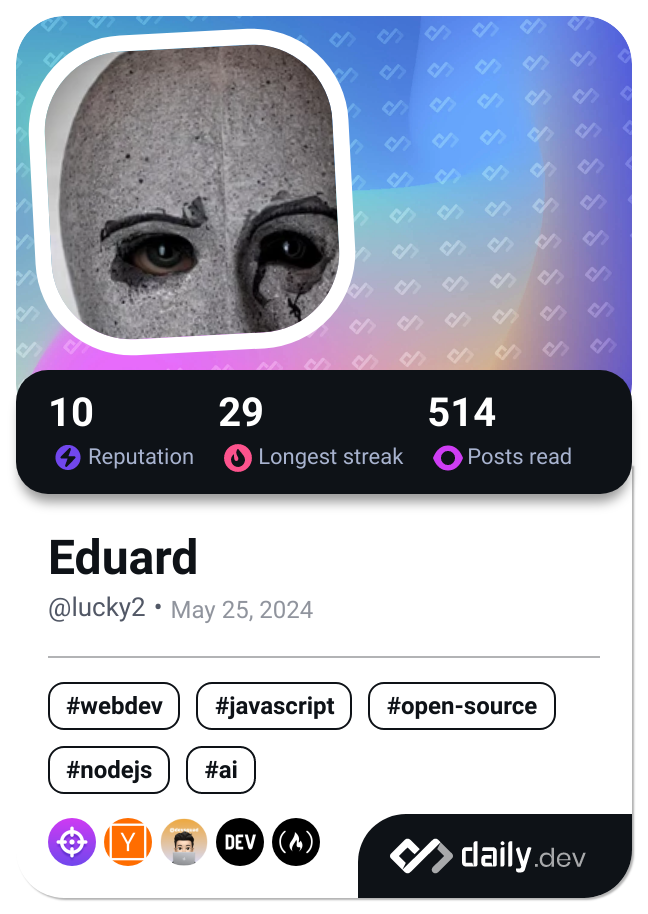 10 29 514
Reputation Longest streak Posts read
Eduard
@lucky2 • May 25, 2024
#webdev #javascript #open-source
#nodejs #ai
Y DEV
daily.dev